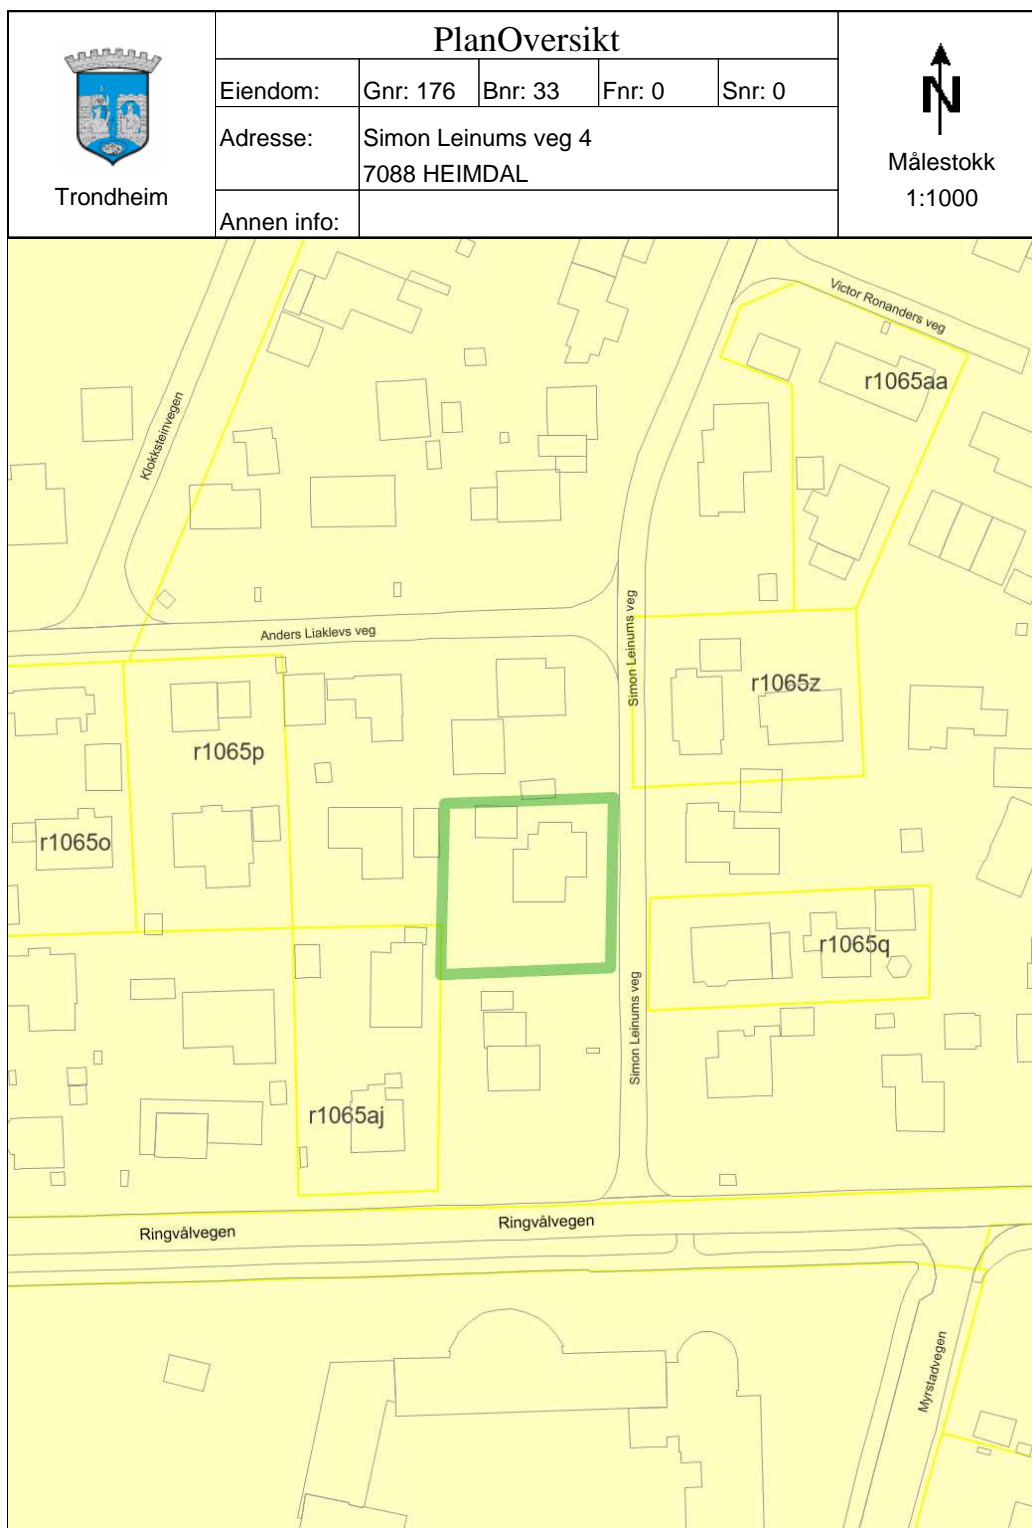 PlanOversikt
Eiendom: Gnr: 176 Bnr: 33 Fnr: 0 Snr: 0
Adresse: Simon Leinums veg 4
7088 HEIMDAL
Annen info:
Trondheim
N
Målestokk
1:1000
Victor Ronanders veg
r1065aa
Klokksteinvegen
Anders Liaklevs veg
Simon Leinums veg
r1065z
r1065p
r1065o
r1065q
Simon Leinums veg
r1065aj
Ringvålvegen
Ringvålvegen
Myrstadvegen